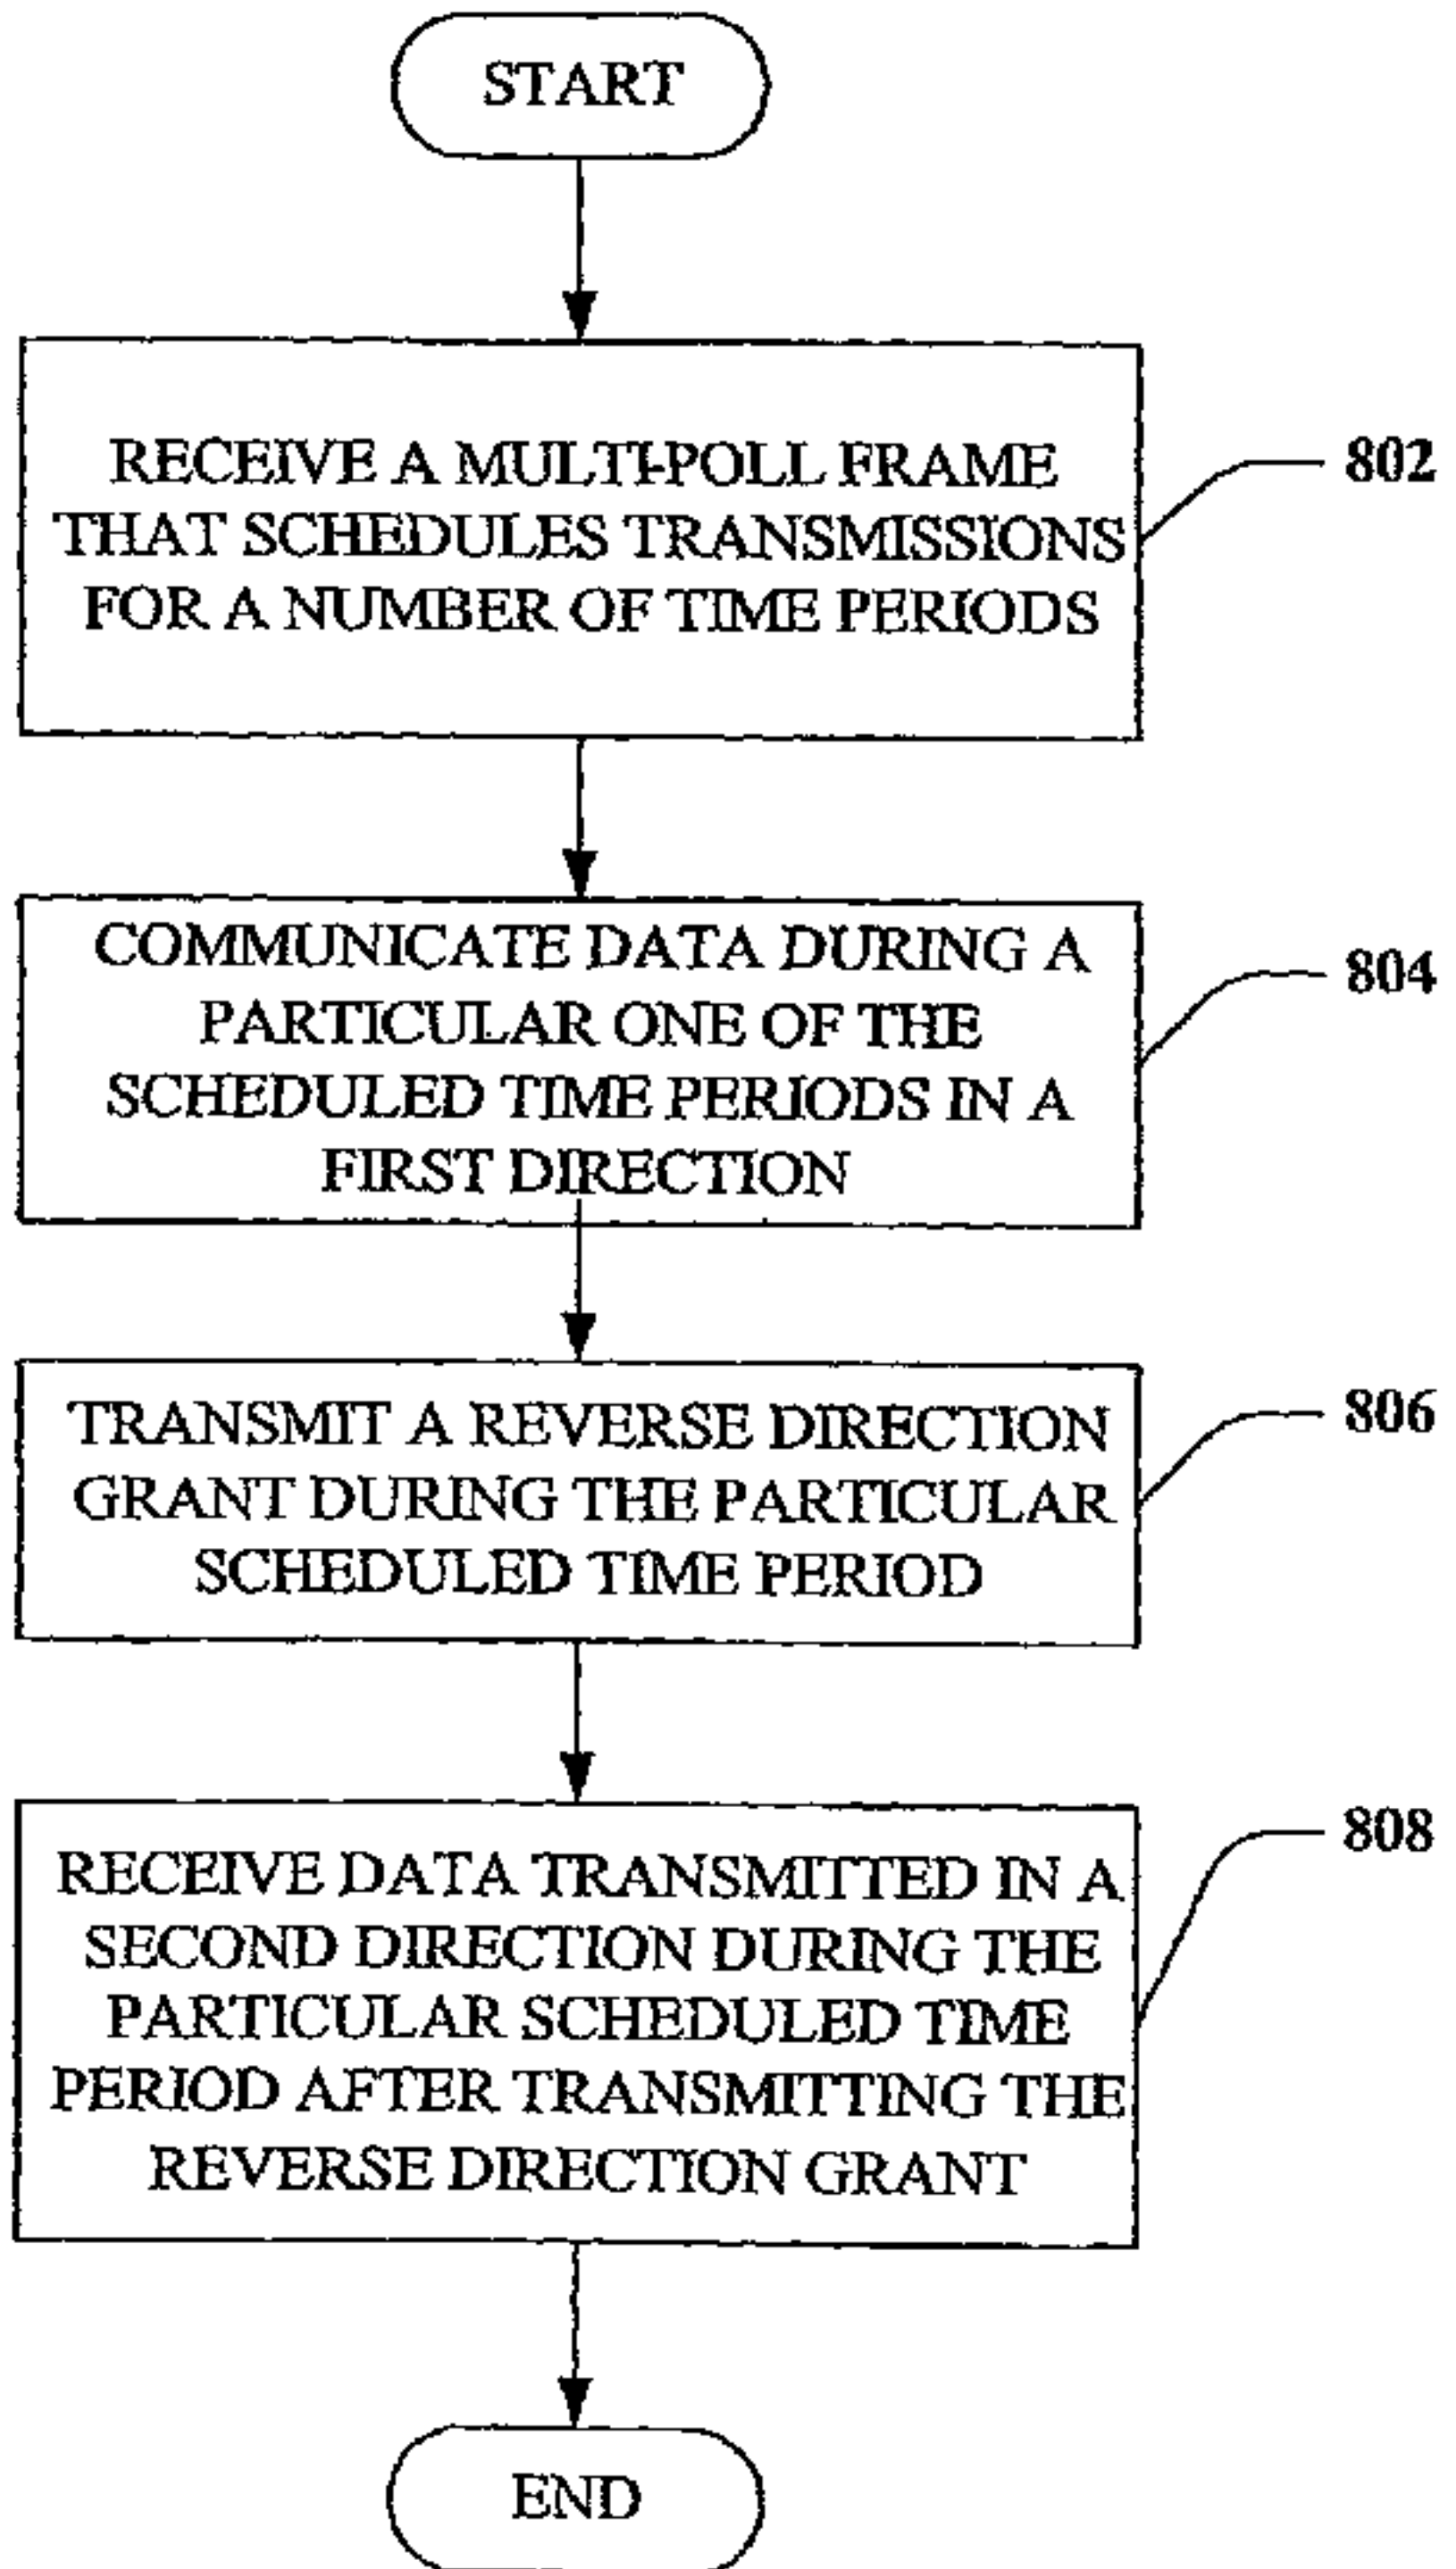 START
RECEIVE A MULTI-POLL FRAME
THAT SCHEDULES TRANSMISSIONS
FOR A NUMBER OF TIME PERIODS
802
COMMUNICATE DATA DURING A
PARTICULAR ONE OF THE
SCHEDULED TIME PERIODS IN A
FIRST DIRECTION
804
TRANSMIT A REVERSE DIRECTION
GRANT DURING THE PARTICULAR
SCHEDULED TIME PERIOD
806
RECEIVE DATA TRANSMITTED IN A
SECOND DIRECTION DURING THE
PARTICULAR SCHEDULED TIME
PERIOD AFTER TRANSMITTING THE
REVERSE DIRECTION GRANT
808
END